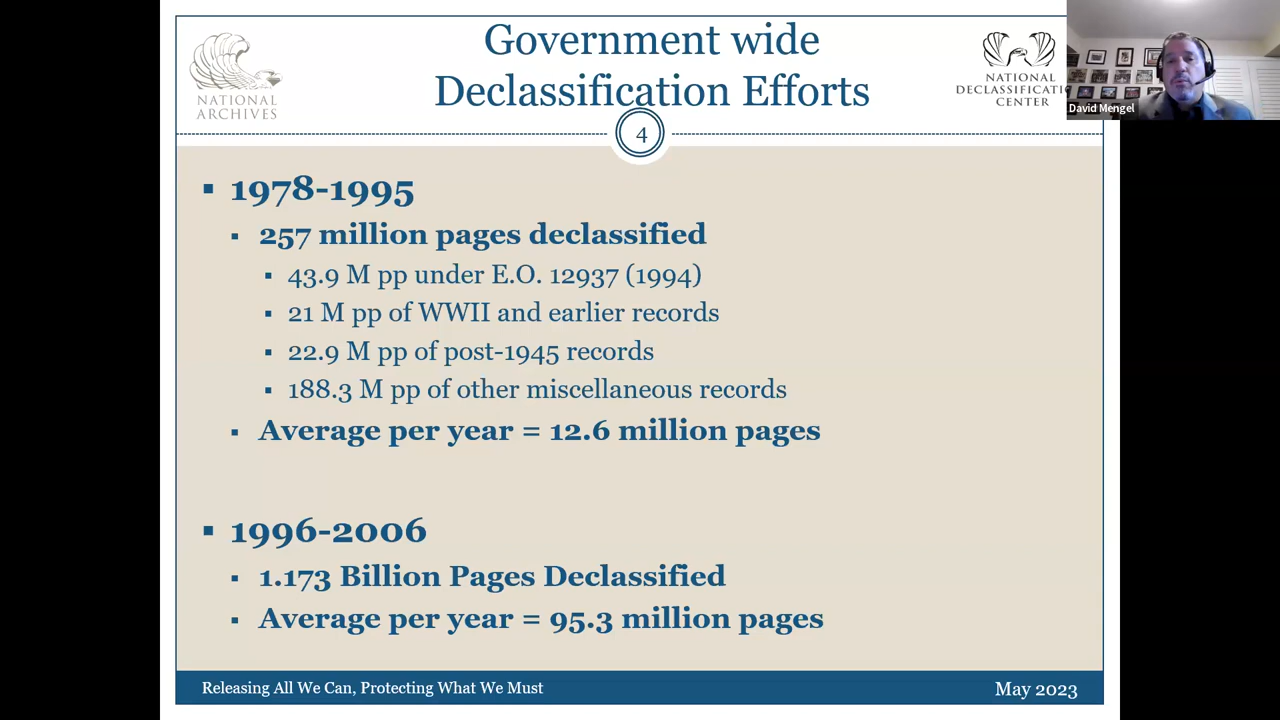 Government wide
Declassification Efforts
NATIONAL
ARCHIVES
NATIONAL
DECLASSIFICATIO
CENTER
David Mengel
4
▪ 1978-1995
▪ 257 million pages declassified
▪ 43.9 M pp under E.O. 12937 (1994)
▪ 21 M pp of WWII and earlier records
▪ 22.9 M pp of post-1945 records
▪ 188.3 M pp of other miscellaneous records
▪ Average per year = 12.6 million pages
▪ 1996-2006
▪ 1.173 Billion Pages Declassified
▪ Average per year = 95.3 million pages
Releasing All We Can, Protecting What We Must
May 2023